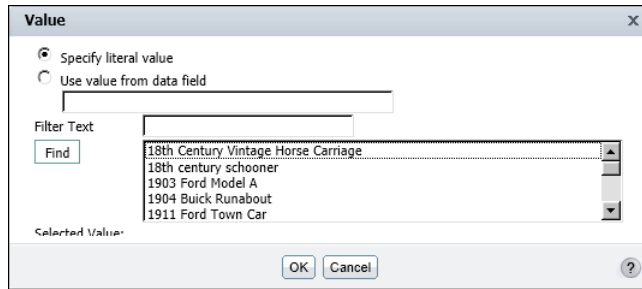 Value
x
Specify literal value
Use value from data field
Filter Text
Find
18th Century Vintage Horse Carriage
18th century schooner
1903 Ford Model A
1904 Buick Runabout
1911 Ford Town Car
Selected Value:
OK Cancel
?